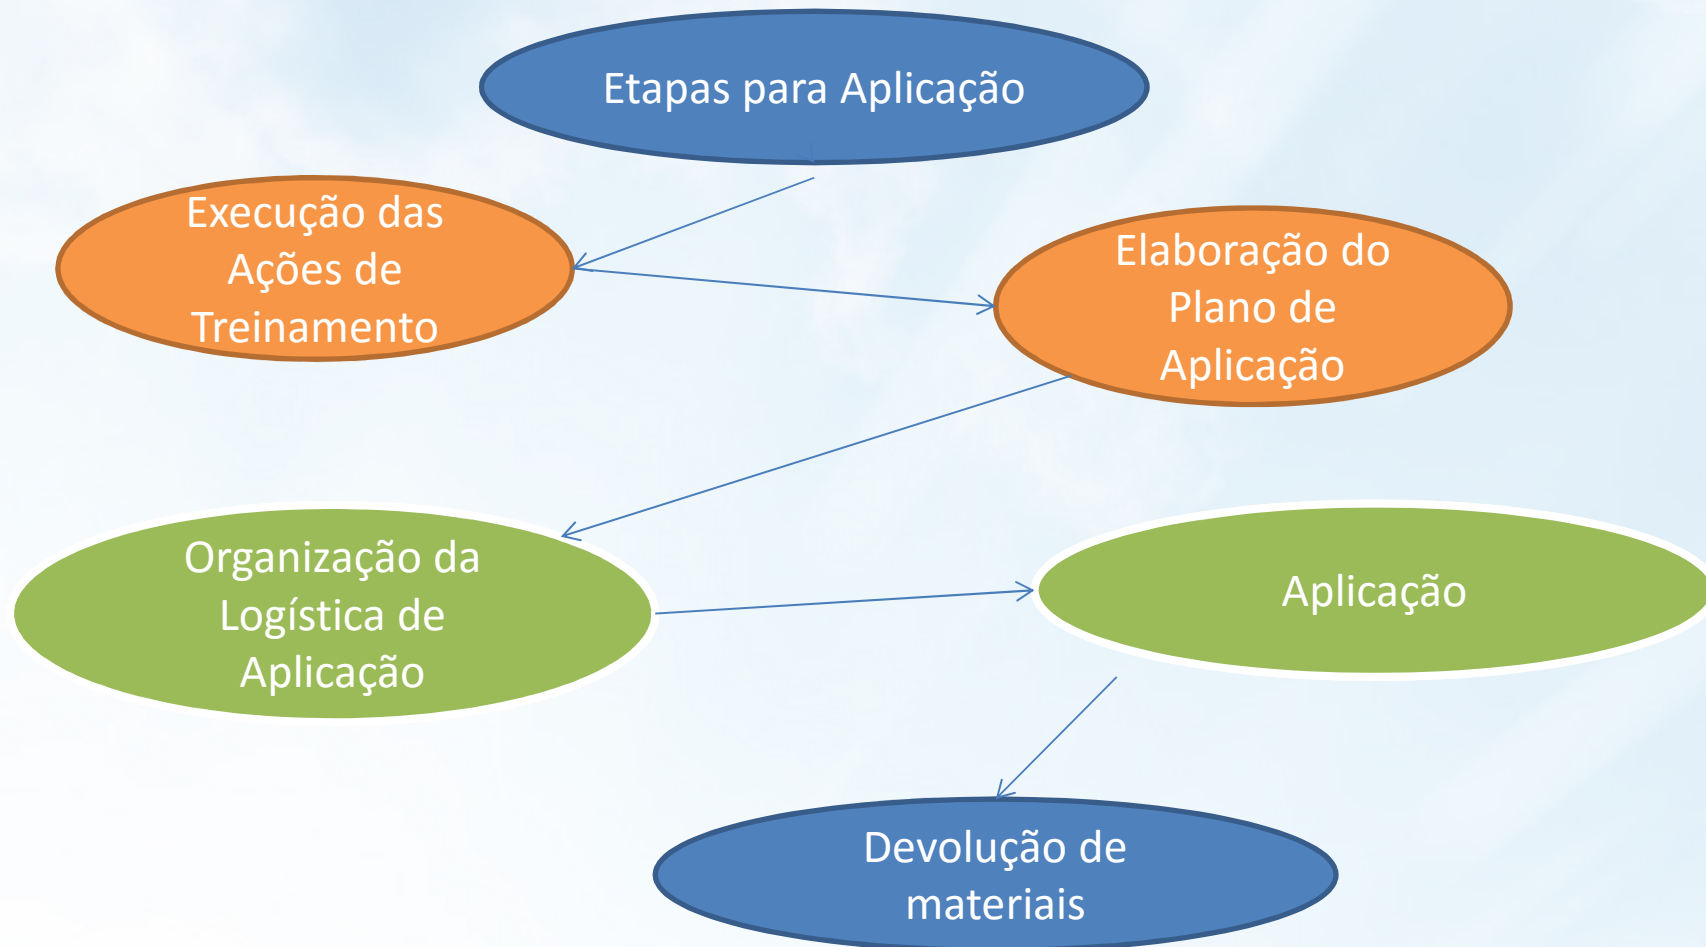 Etapas para Aplicação
Execução das
Ações de
Treinamento
Elaboração do
Plano de
Aplicação
Organização da
Logística de
Aplicação
Aplicação
Devolução de
materiais